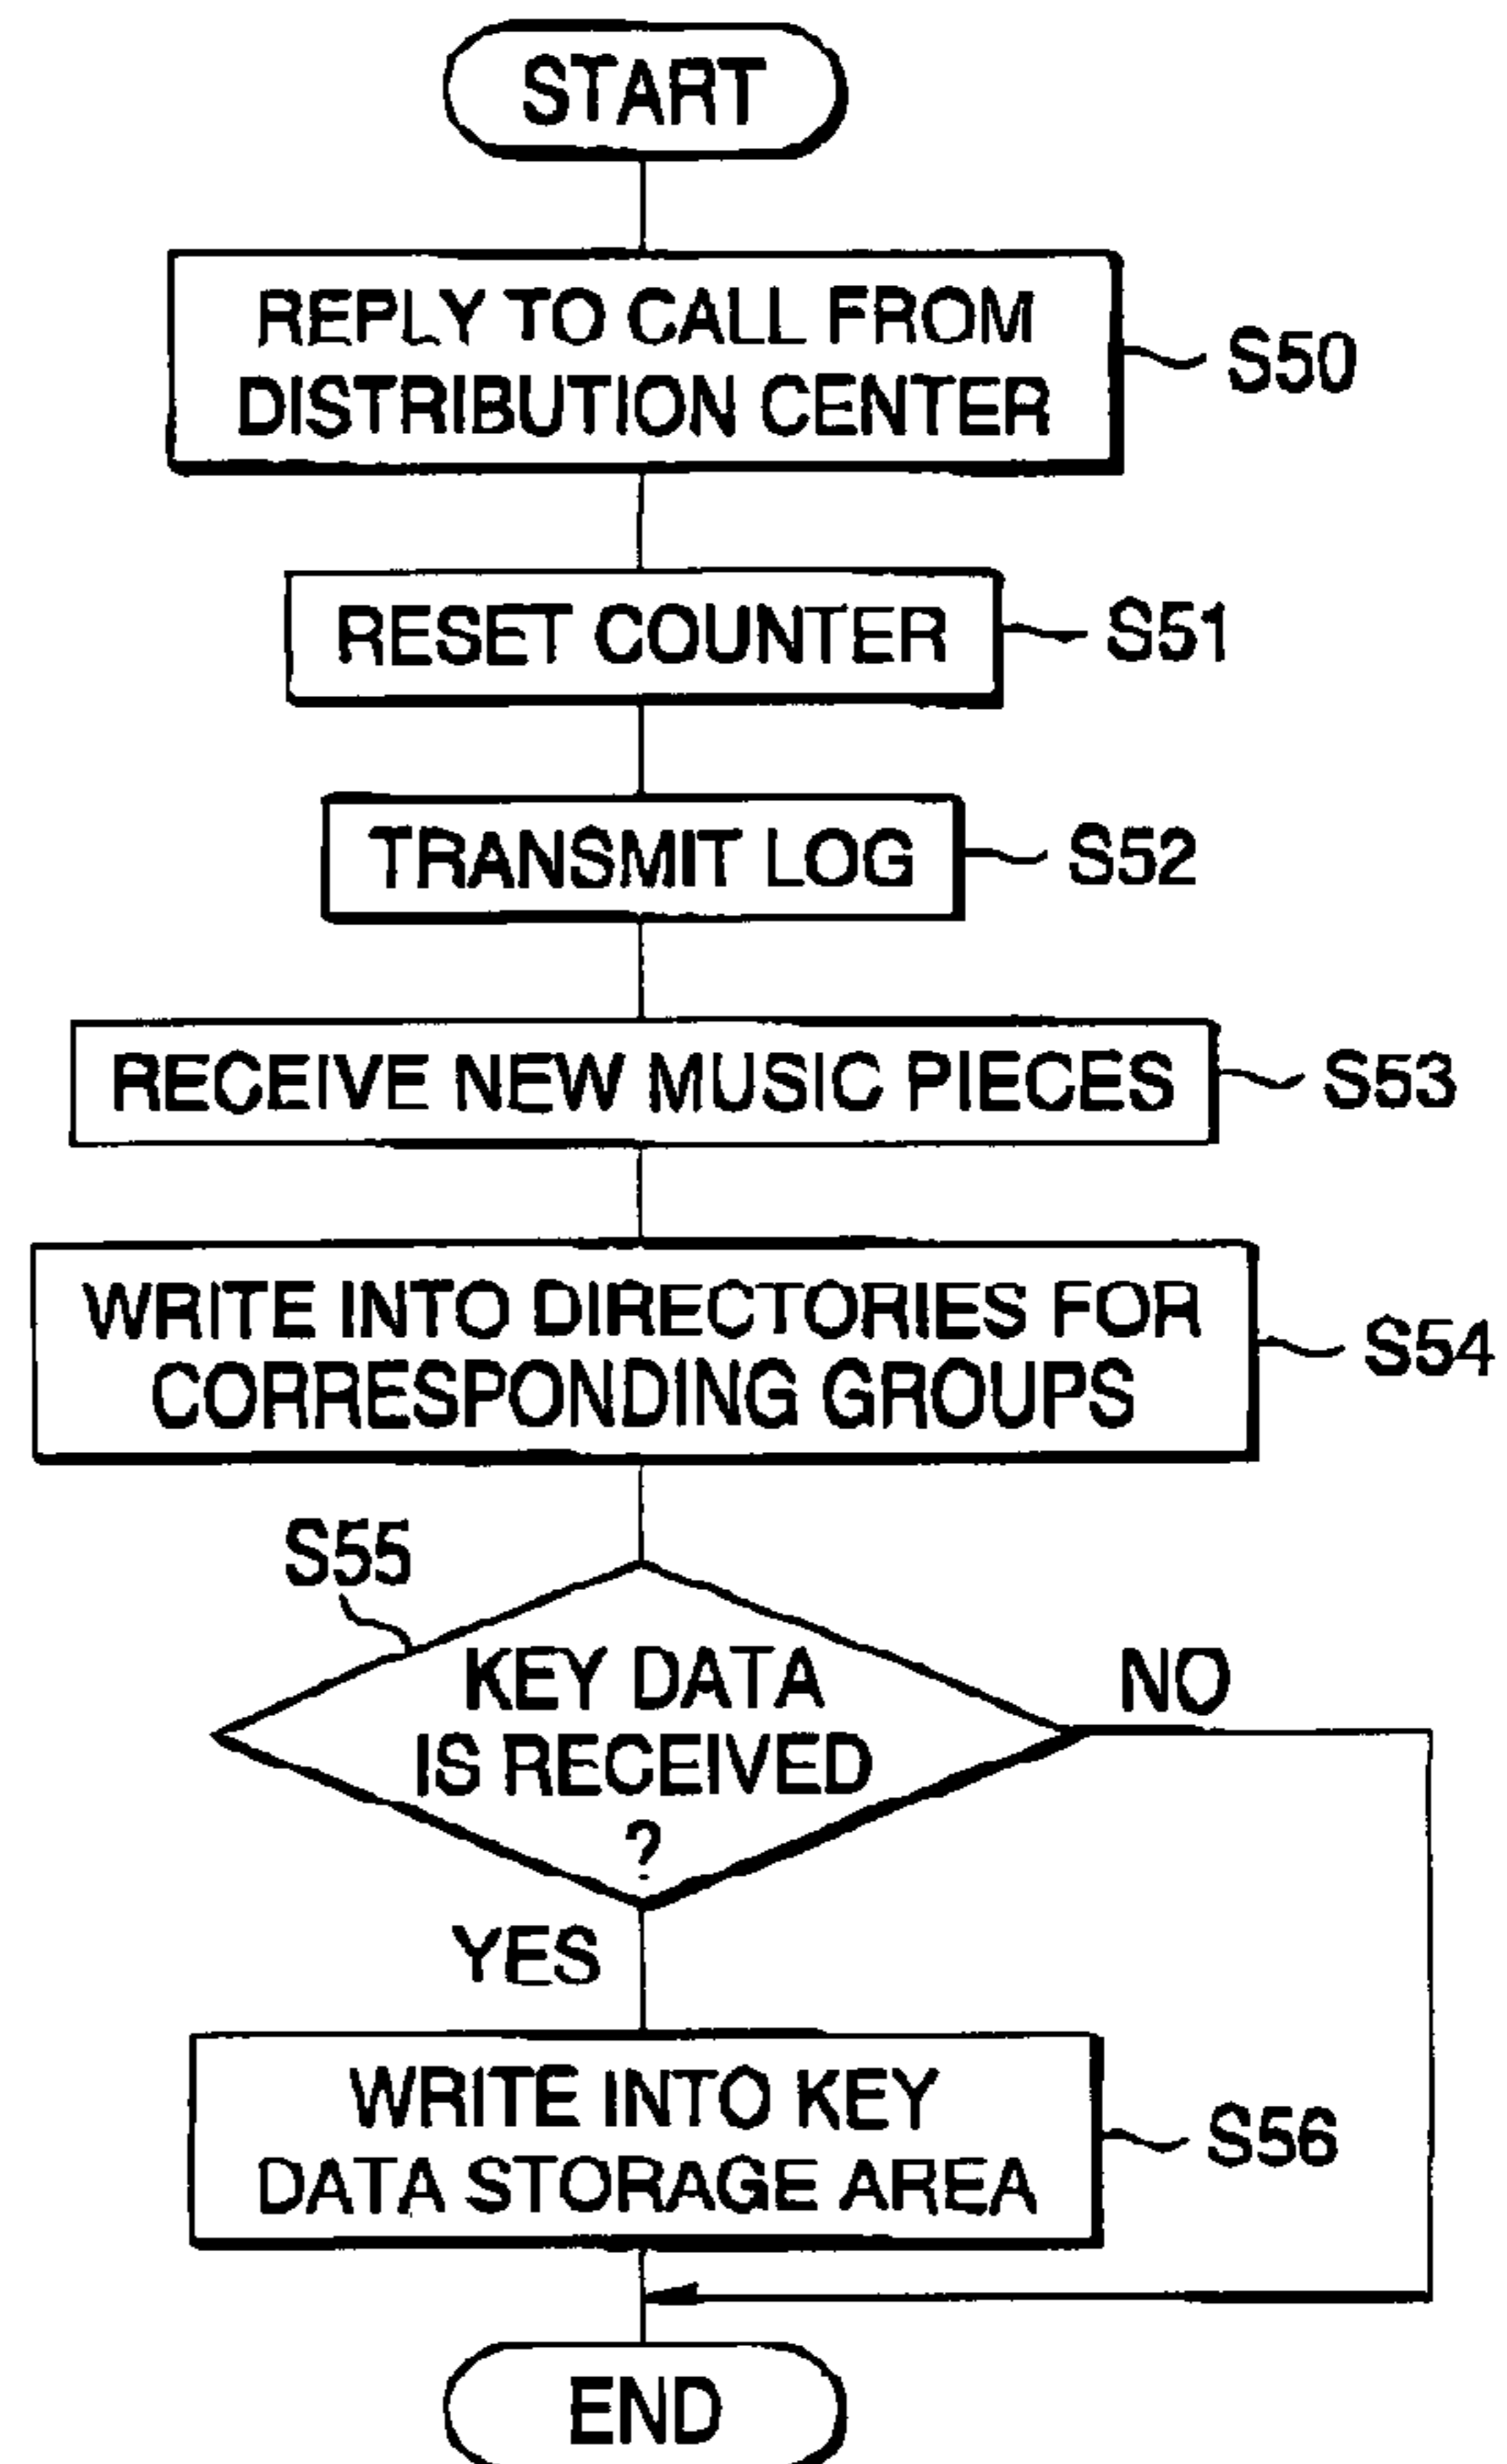 START
REPLY TO CALL FROM
DISTRIBUTION CENTER
S50
RESET COUNTER
S51
TRANSMIT LOG
S52
RECEIVE NEW MUSIC PIECES
S53
WRITE INTO DIRECTORIES FOR
CORRESPONDING GROUPS
S54
S55
KEY DATA
IS RECEIVED
?
NO
YES
WRITE INTO KEY
DATA STORAGE AREA
S56
END